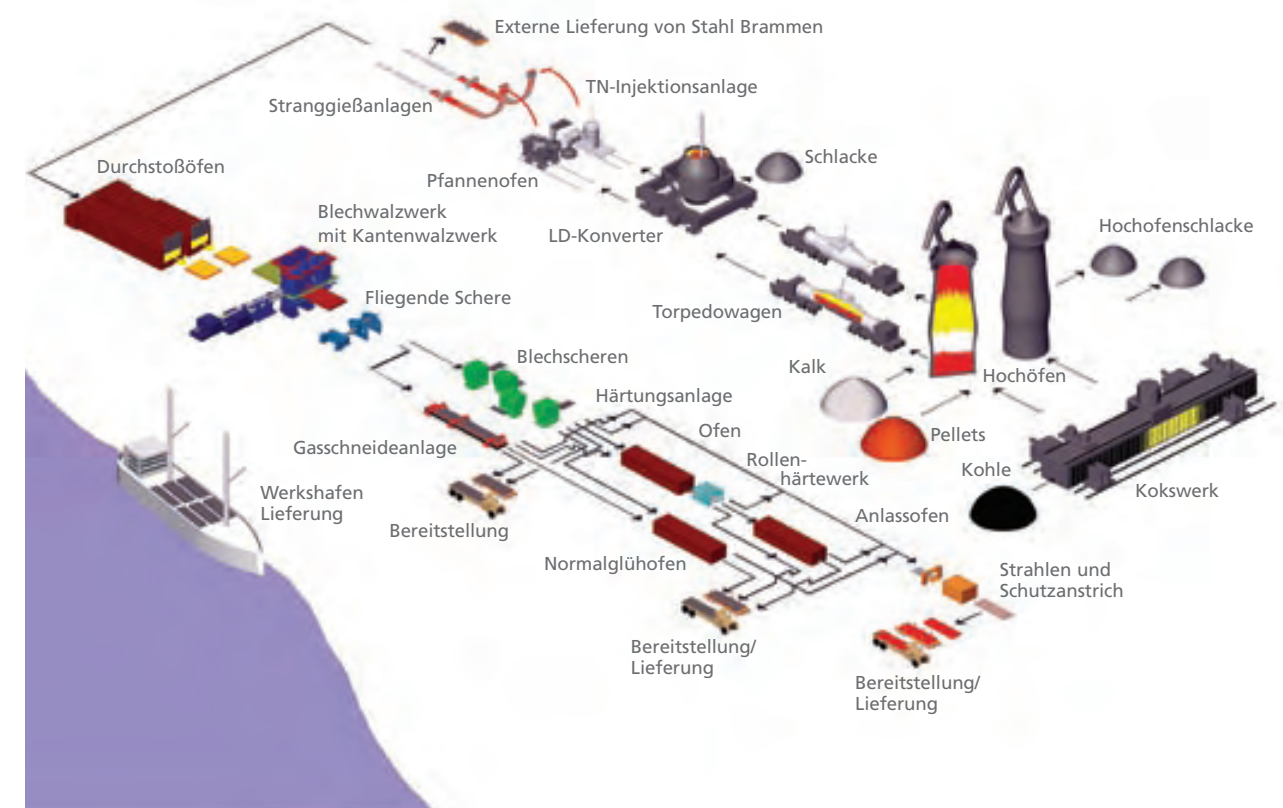 Externe Lieferung von Stahl Brammen
TN-Injektionsanlage
Stranggießanlagen
Schlacke
Durchstoßöfen
Pfannenofen
Blechwalzwerk
mit Kantenwalzwerk
LD-Konverter
Hochofenschlacke
Fliegende Schere
Torpedowagen
Blechscheren
Kalk
Hochöfen
Härtungsanlage
Ofen
Pellets
Gasschneideanlage
Rollen-
härtewerk
Kohle
Kokswerk
Werkshafen
Lieferung
Bereitstellung
Anlassofen
Normalglühofen
Strahlen und
Schutzanstrich
Bereitstellung/
Lieferung
Bereitstellung/
Lieferung